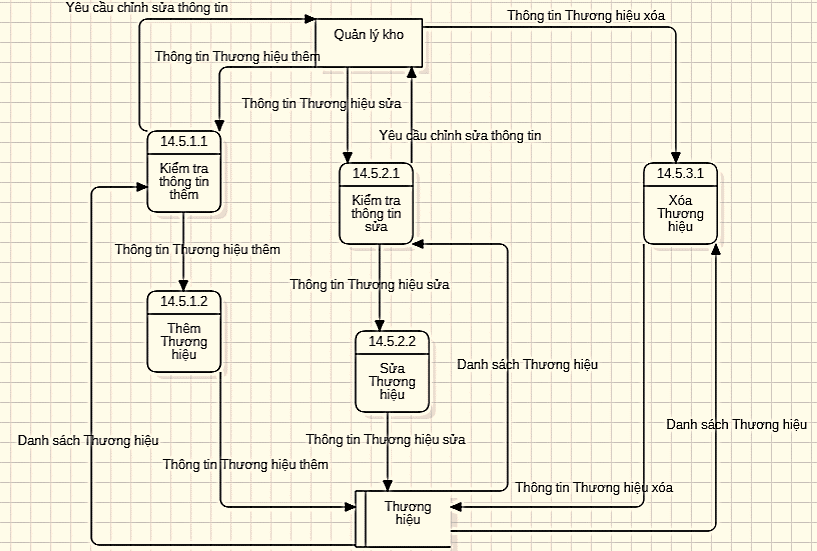 Yêu cầu chỉnh sửa thông tin
Thông tin Thương hiệu xóa
Quản lý kho
Thông tin Thương hiệu thêm
Thông tin Thương hiệu sửa
Yêu cầu chỉnh sửa thông tin
14.5.1.1
Kiểm tra
thông tin
thêm
14.5.2.1
Kiểm tra
thông tin
sửa
14.5.3.1
Xóa
Thương
hiệu
Thông tin Thương hiệu thêm
Thông tin Thương hiệu sửa
14.5.1.2
Thêm
Thương
hiệu
14.5.2.2
Sửa
Thương
hiệu
Danh sách Thương hiệu
Danh sách Thương hiệu
Danh sách Thương hiệu
Thông tin Thương hiệu sửa
Thông tin Thương hiệu thêm
Thông tin Thương hiệu xóa
Thương
hiệu